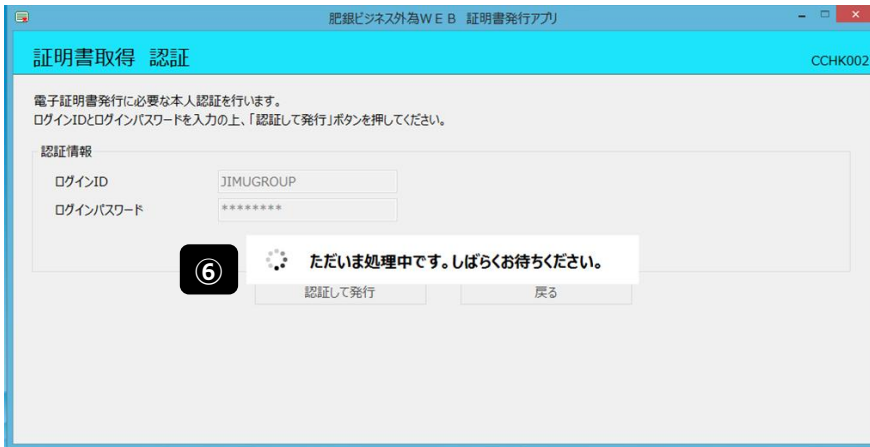 肥銀ビジネス外為WEB 証明書発行アプリ
証明書取得 認証
CCHK002
電子証明書発行に必要な本人認証を行います。
ログインIDとログインパスワードを入力の上、「認証して発行」ボタンを押してください。
認証情報
ログインID JIMUGROUP
ログインパスワード ********
⑥ ただいま処理中です。しばらくお待ちください。
認証して発行 戻る